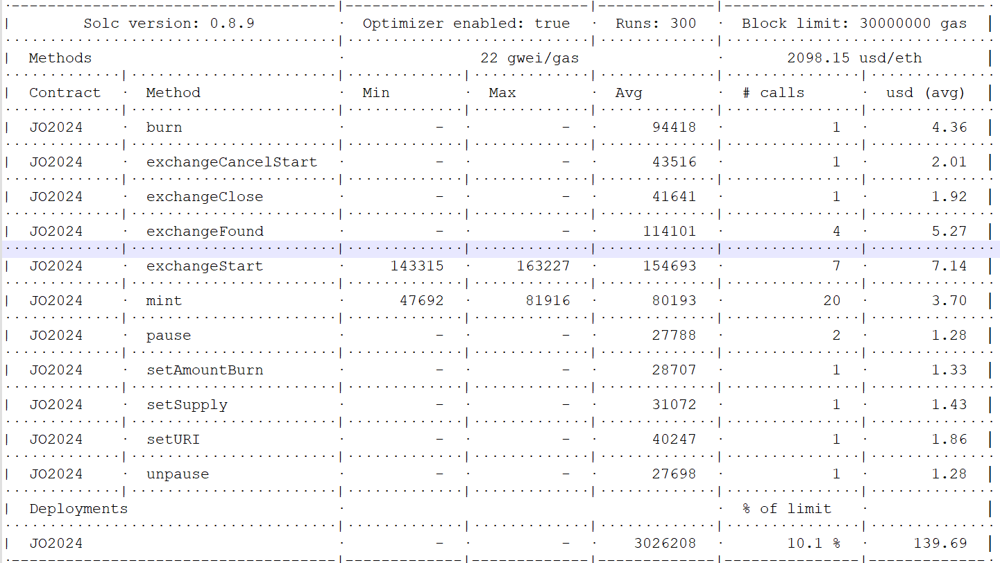 Solc version: 0.8.9 · Optimizer enabled: true · Runs: 300 · Block limit: 30000000 gas
Methods · 22 gwei/gas · 2098.15 usd/eth
Contract · Method · Min · Max · Avg · # calls · usd (avg)
JO2024 · burn · - · - · 94418 · 1 · 4.36
JO2024 · exchangeCancelStart · - · - · 43516 · 1 · 2.01
JO2024 · exchangeClose · - · - · 41641 · 1 · 1.92
JO2024 · exchangeFound · - · - · 114101 · 4 · 5.27
JO2024 · exchangeStart · 143315 · 163227 · 154693 · 7 · 7.14
JO2024 · mint · 47692 · 81916 · 80193 · 20 · 3.70
JO2024 · pause · - · - · 27788 · 2 · 1.28
JO2024 · setAmountBurn · - · - · 28707 · 1 · 1.33
JO2024 · setSupply · - · - · 31072 · 1 · 1.43
JO2024 · setURI · - · - · 40247 · 1 · 1.86
JO2024 · unpause · - · - · 27698 · 1 · 1.28
Deployments · · % of limit ·
JO2024 · - · - · 3026208 · 10.1 % · 139.69